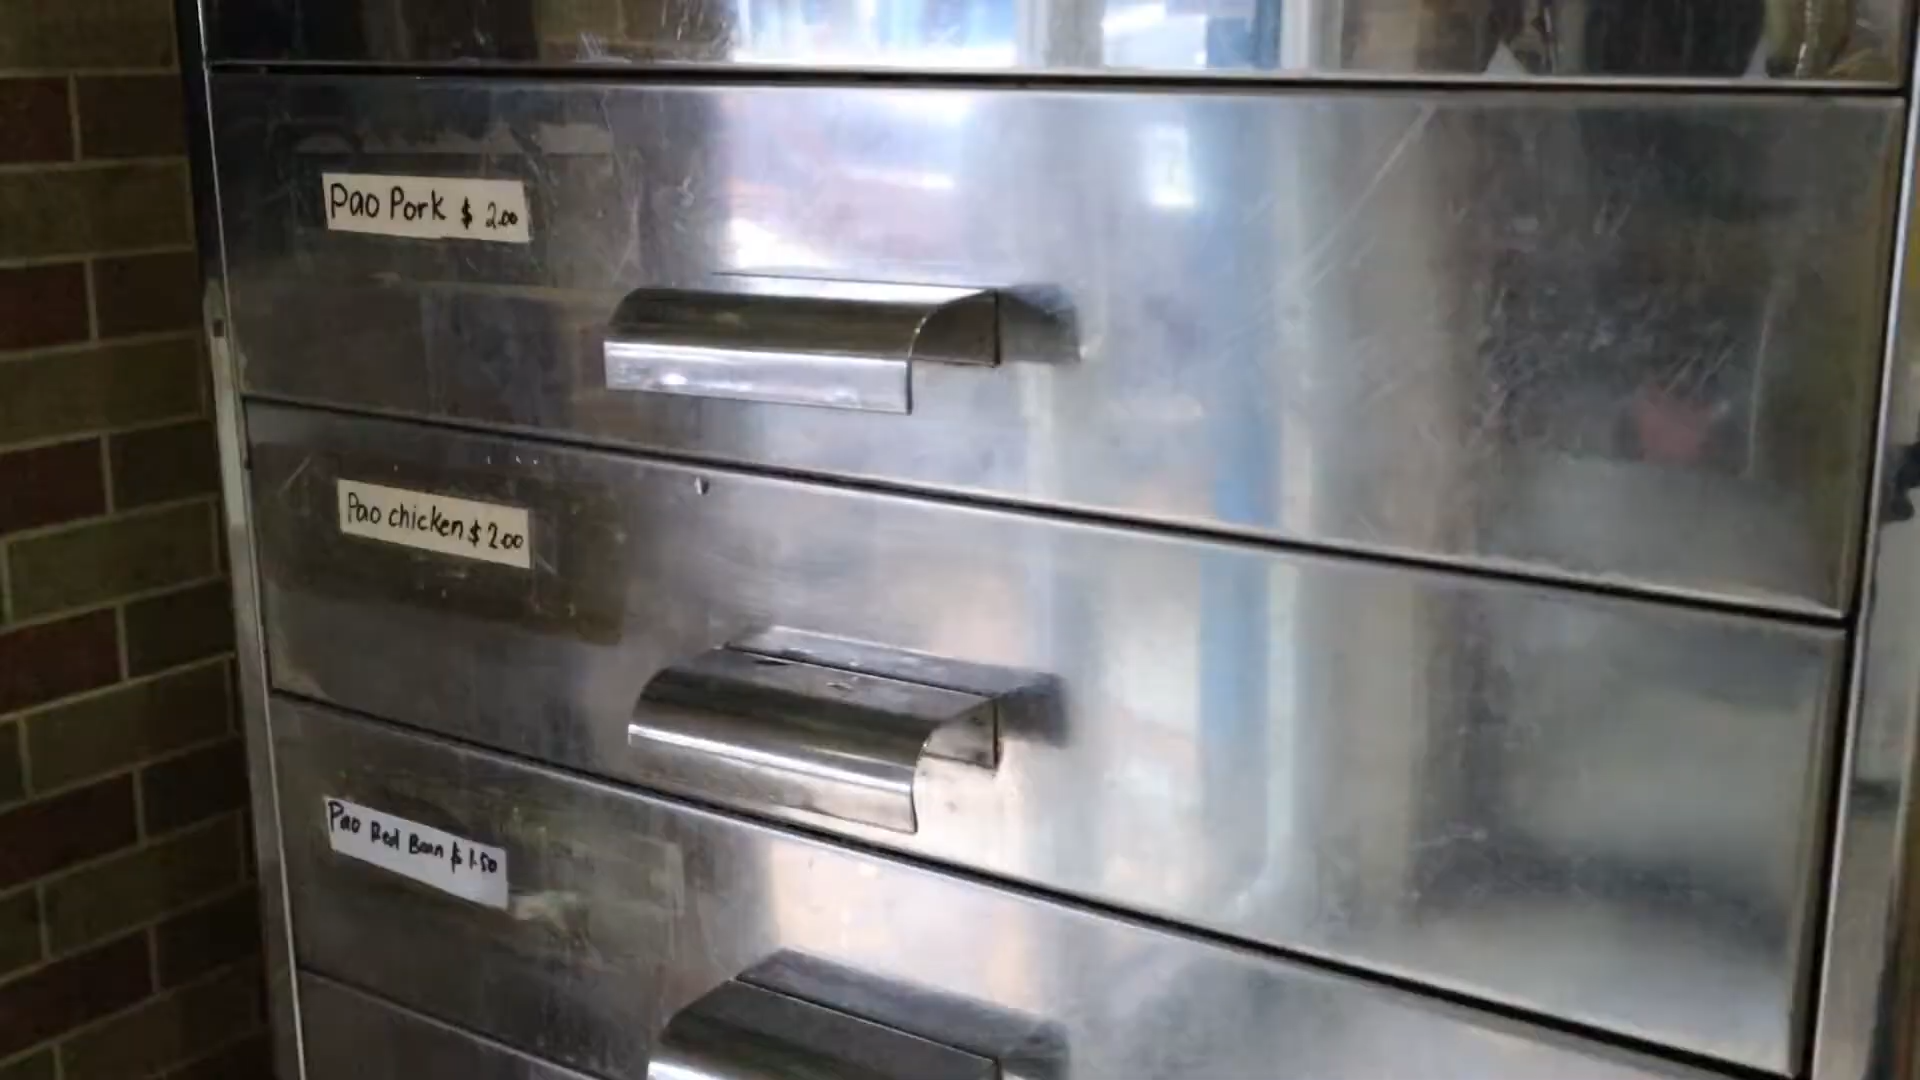 Pao Pork $ 2.00
Pao chicken $ 2.00
Pao Red Bean $ 1.50